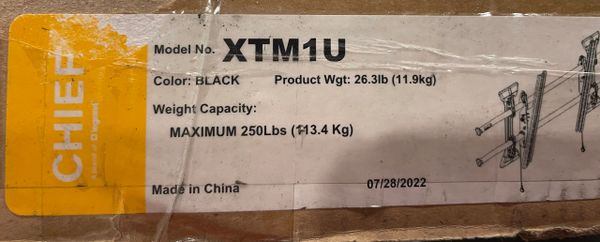 CHIEF
Model No. XTM1U
Color: BLACK Product Wgt: 26.3lb (11.9kg)
Weight Capacity:
MAXIMUM 250Lbs (113.4 Kg)
Made in China 07/28/2022